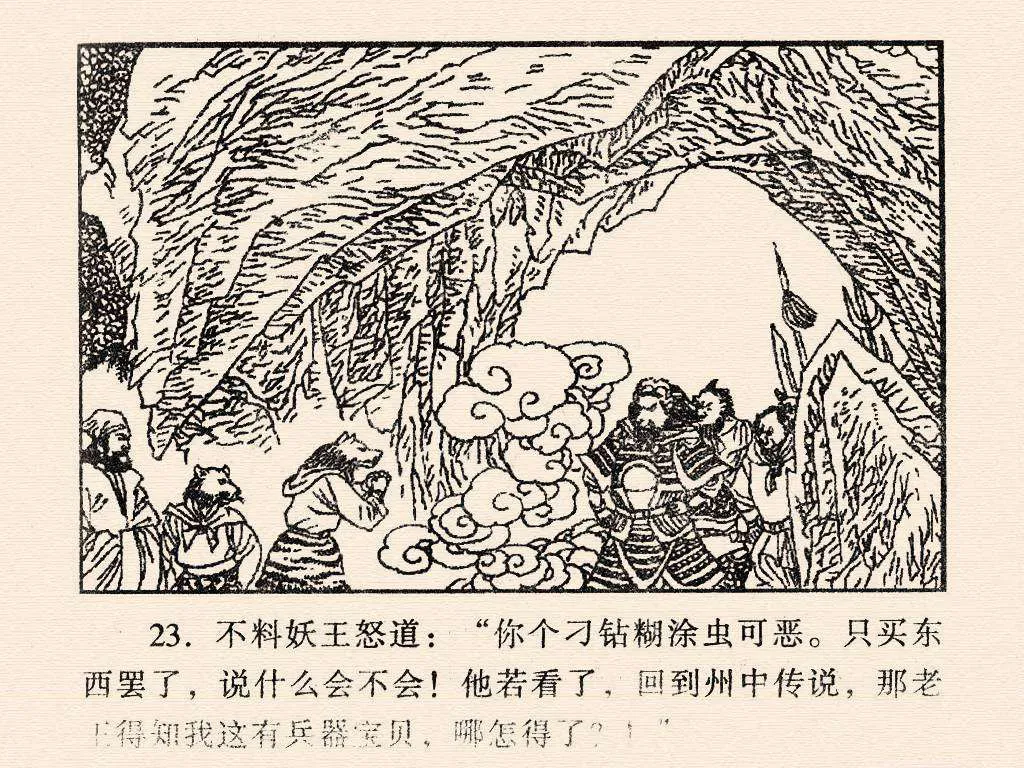 23. 不料妖王怒道：“你个刁钻糊涂虫可恶。只买东
西罢了，说什么会不会！他若看了，回到州中传说，那老
王得知我这有兵器宝贝，哪怎得了？！”